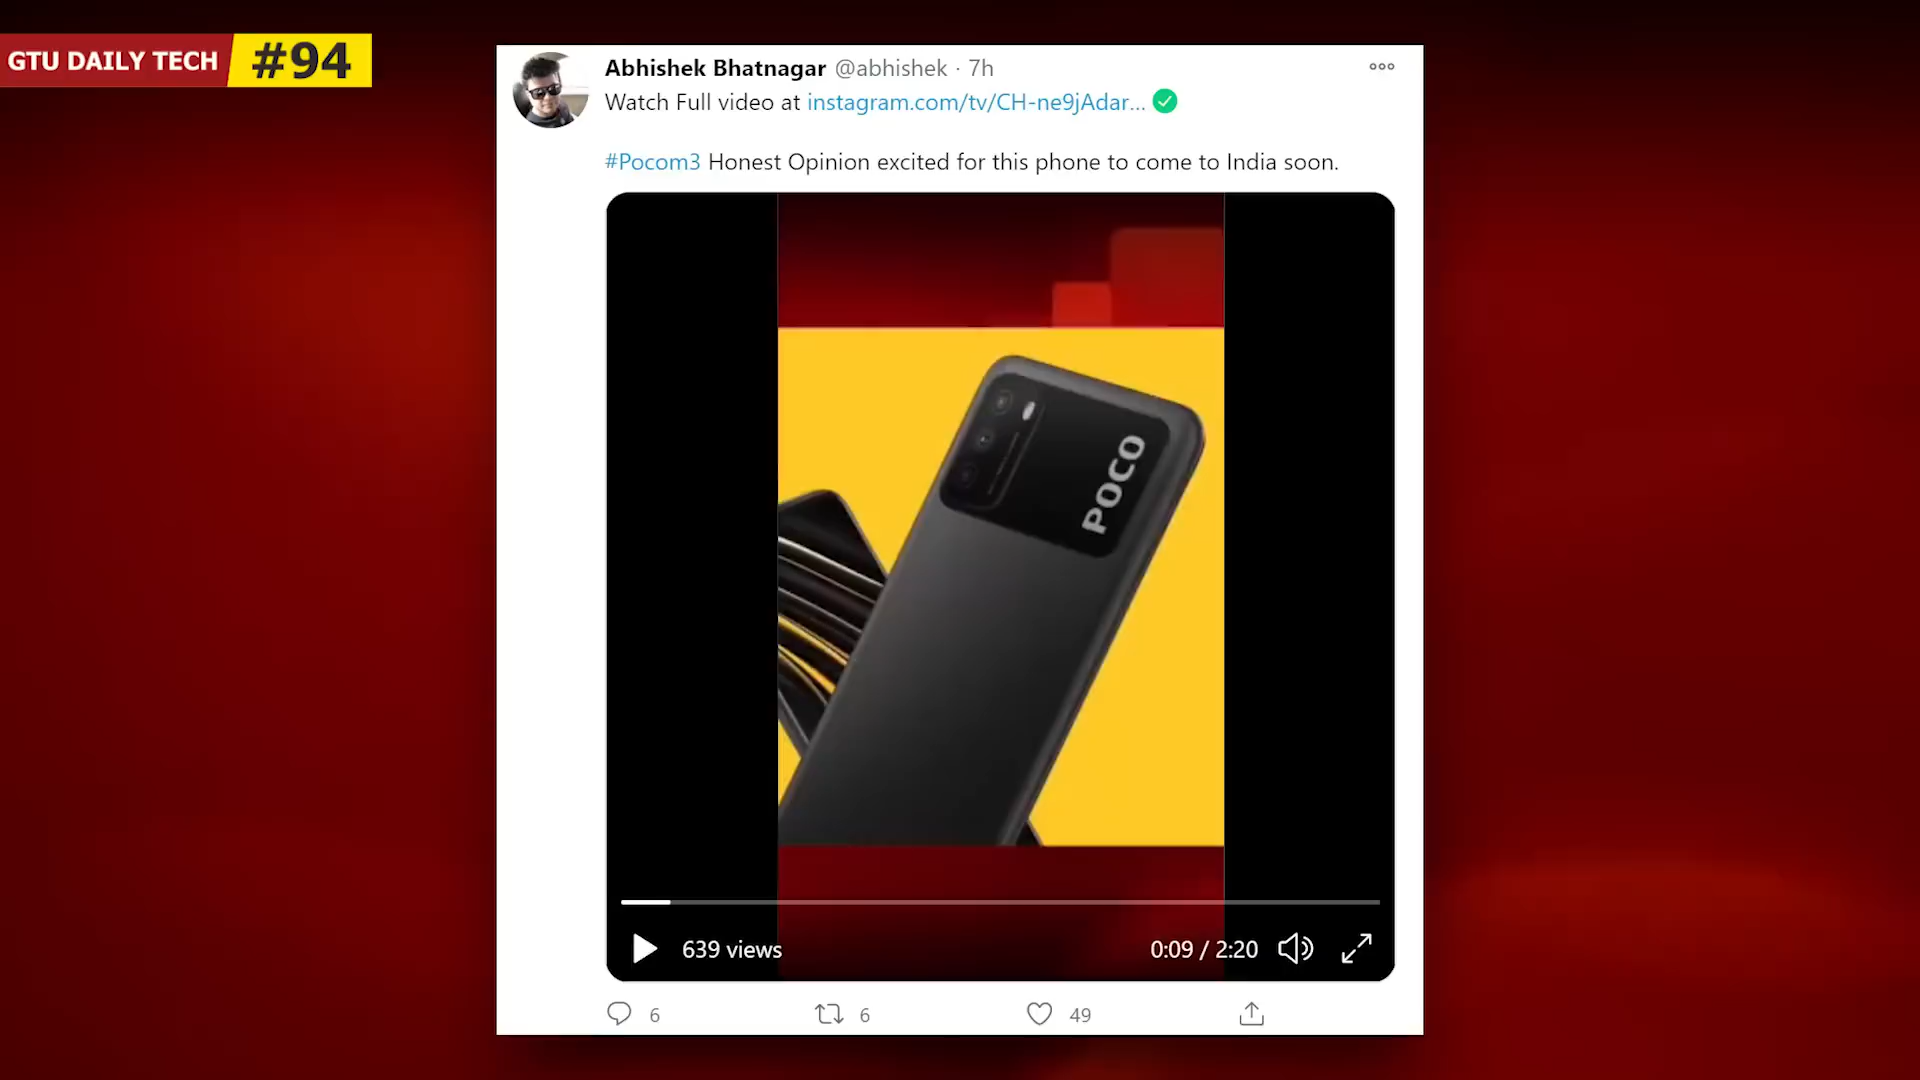 GTU DAILY TECH #94
Abhishek Bhatnagar @abhishek · 7h
Watch Full video at instagram.com/tv/CH-ne9jAdar...
#Pocom3 Honest Opinion excited for this phone to come to India soon.
POCO
639 views 0:09 / 2:20
6 6 49